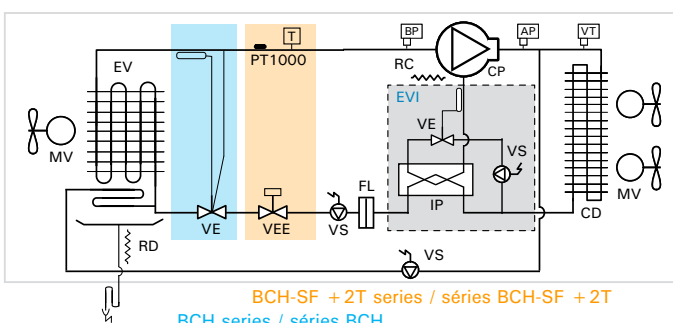 BP
AP
VT
T
EV
PT1000
RC
CP
EVI
VE
VS
MV
FL
IP
MV
VE
VEE
VS
CD
RD
VS
BCH-SF +2T series / séries BCH-SF +2T
BCH series / séries BCH